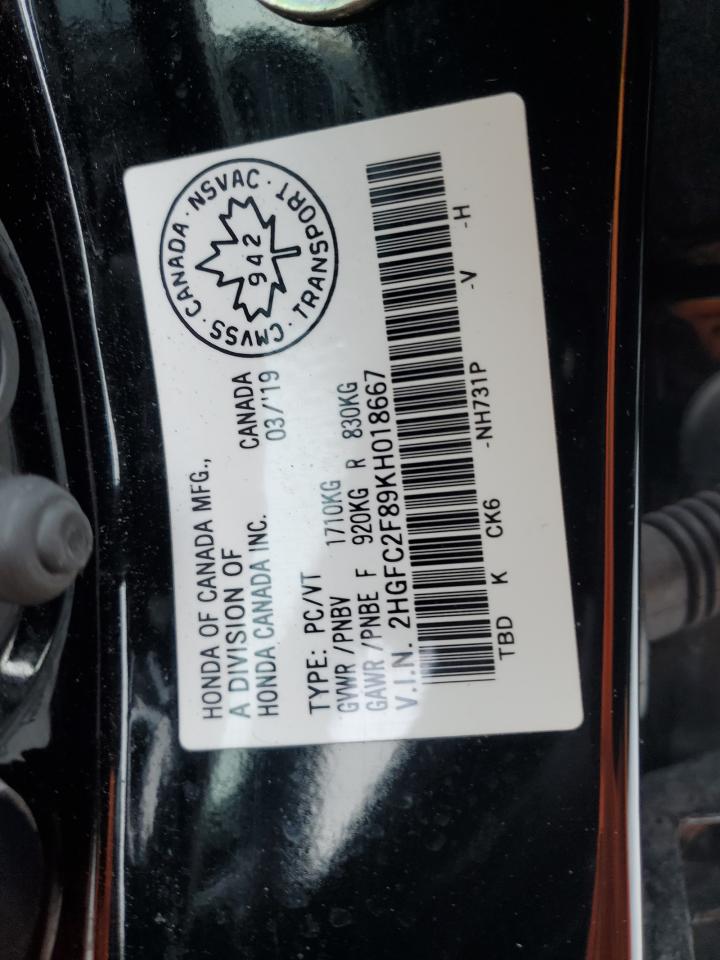 HONDA OF CANADA MFG.,
A DIVISION OF
HONDA CANADA INC.
CANADA
03/'19
CMVSS · CANADA · NSVAC · TRANSPORT ·
942
TYPE: PC/VT
GVWR /PNBV 1710KG
GAWR /PNBE F 920KG R 830KG
V.I.N. 2HGFC2F89KH018667
TBD K CK6 -NH731P -V -H